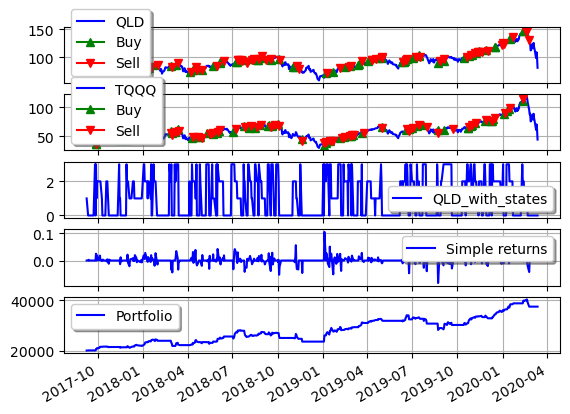 150
100
QLD
Buy
Sell
100
50
TQQQ
Buy
Sell
2
0
QLD_with_states
0.1
0.0
Simple returns
40000
20000
Portfolio
2017-10 2018-01 2018-04 2018-07 2018-10 2019-01 2019-04 2019-07 2019-10 2020-01 2020-04